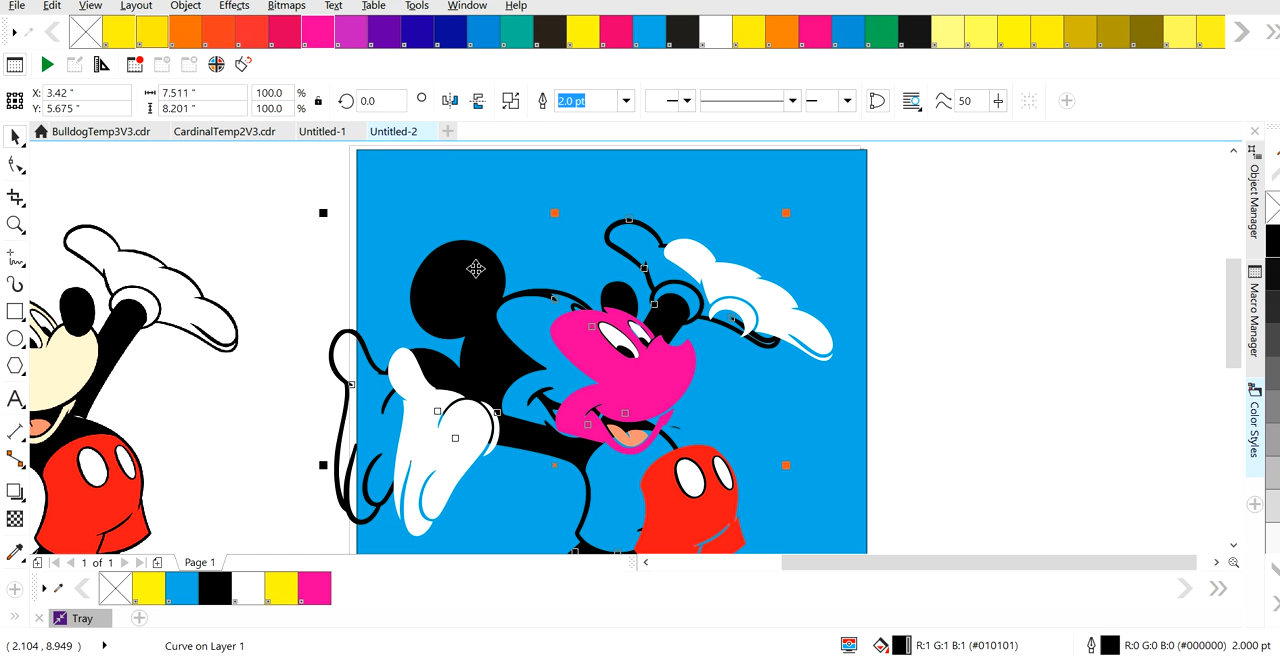 File Edit View Layout Object Effects Bitmaps Text Table Tools Window Help
X: 3.42 " 7.511 " 100.0 % 0.0 2.0 pt 50
Y: 5.675 " 8.201 " 100.0 %
BulldogTemp3V3.cdr CardinalTemp2V3.cdr Untitled-1 Untitled-2
Object Manager
Macro Manager
Color Styles
1 of 1 Page 1
Tray
( 2.104 , 8.949 ) Curve on Layer 1 R:1 G:1 B:1 (#010101) R:0 G:0 B:0 (#000000) 2.000 pt